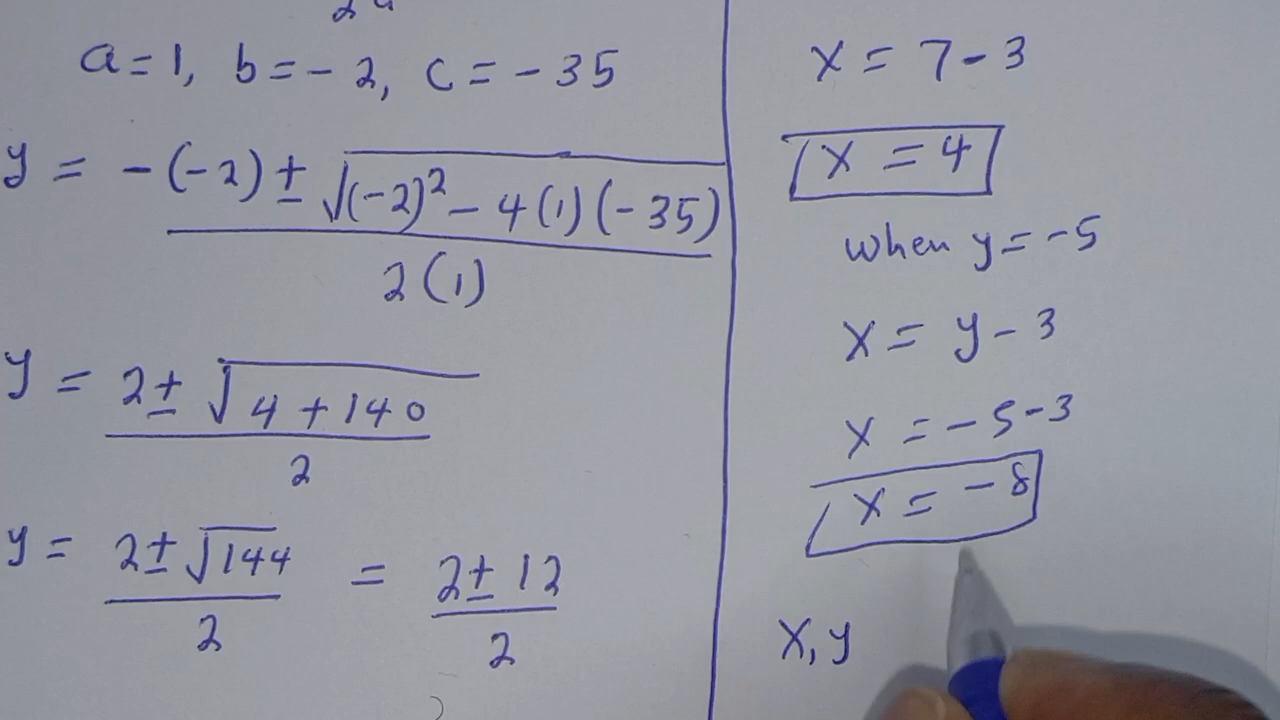 2a
a=1, b=-2, c=-35
y = -(-2) ± √((-2)² - 4(1)(-35))
2(1)
y = 2 ± √(4 + 140)
2
y = 2 ± √144 = 2 ± 12
2 2
x = 7-3
x = 4
when y = -5
x = y-3
x = -5-3
x = -8
x, y